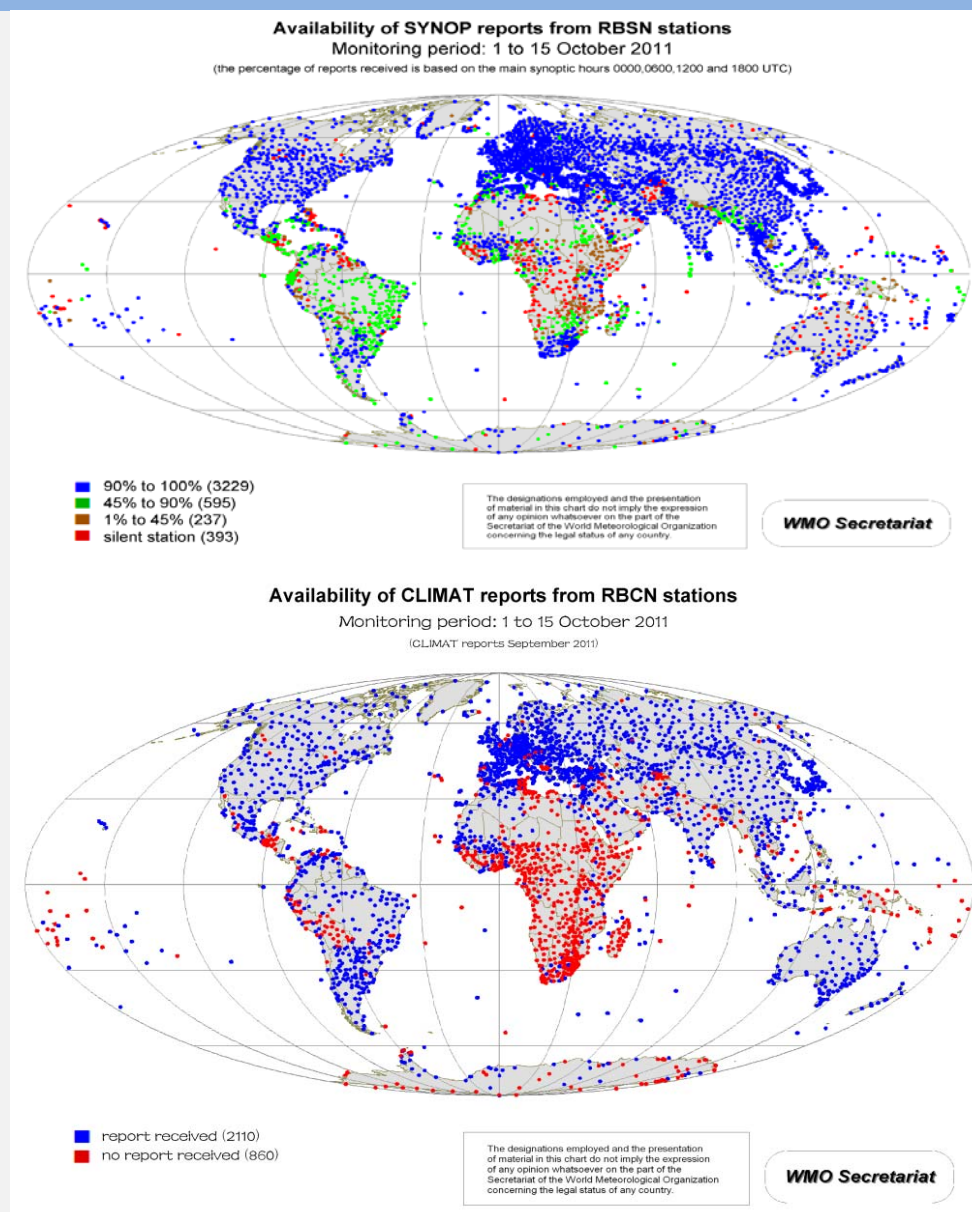 Availability of SYNOP reports from RBSN stations
Monitoring period: 1 to 15 October 2011
(the percentage of reports received is based on the main synoptic hours 0000,0600,1200 and 1800 UTC)
90% to 100% (3229)
45% to 90% (595)
1% to 45% (237)
silent station (393)
The designations employed and the presentation
of material in this chart do not imply the expression
of any opinion whatsoever on the part of the
Secretariat of the World Meteorological Organization
concerning the legal status of any country.
WMO Secretariat
Availability of CLIMAT reports from RBCN stations
Monitoring period: 1 to 15 October 2011
(CLIMAT reports September 2011)
report received (2110)
no report received (860)
The designations employed and the presentation
of material in this chart do not imply the expression
of any opinion whatsoever on the part of the
Secretariat of the World Meteorological Organization
concerning the legal status of any country.
WMO Secretariat